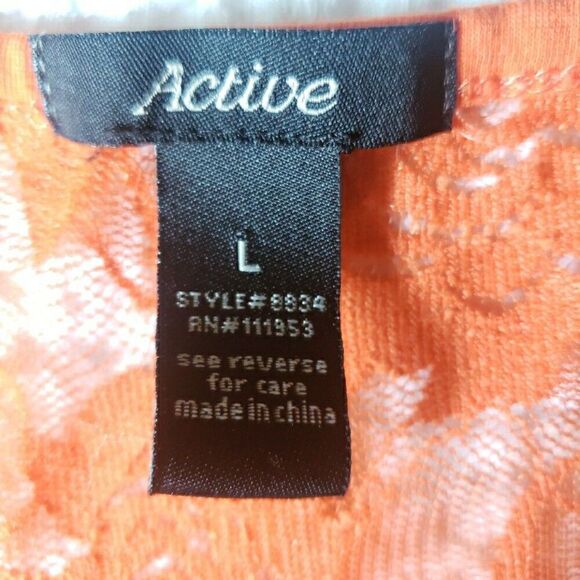 Active
L
STYLE#8834
RN#111953
see reverse
for care
made in china